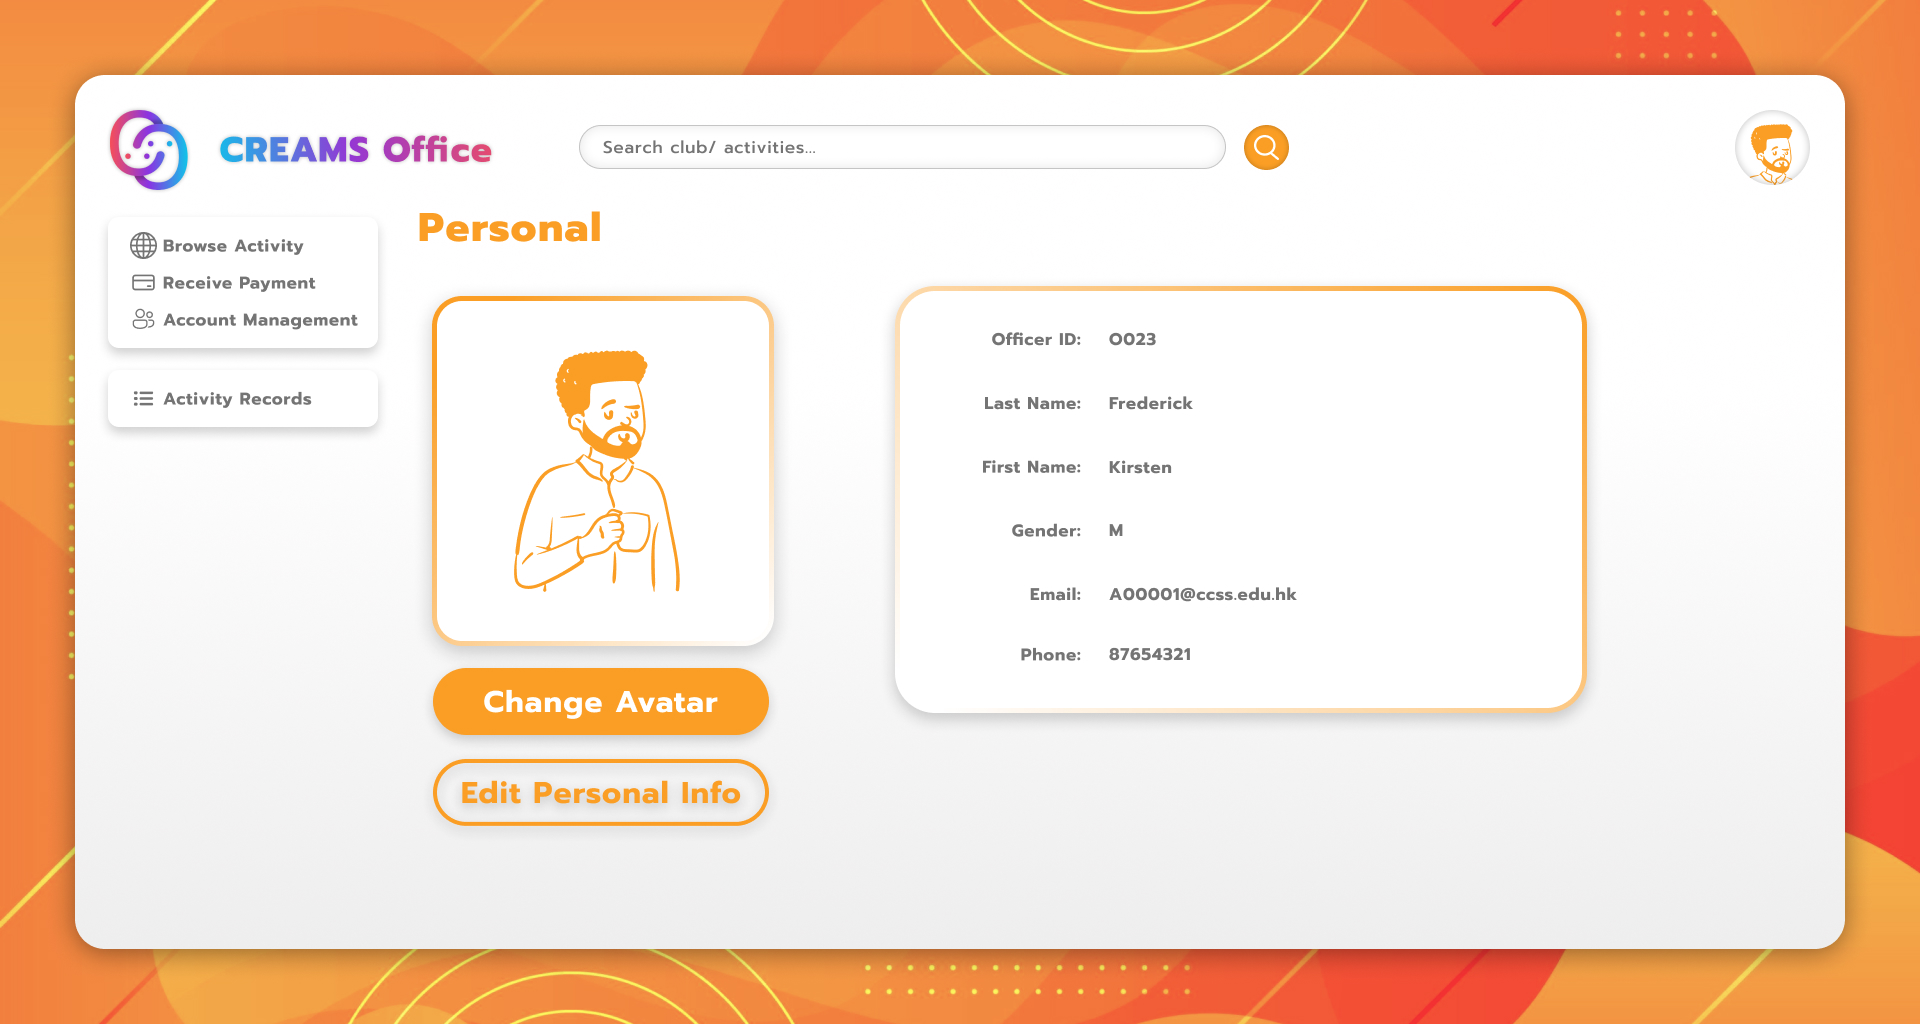 CREAMS Office
Search club/ activities...
Browse Activity
Receive Payment
Account Management
Activity Records
Personal
Change Avatar
Edit Personal Info
Officer ID: O023
Last Name: Frederick
First Name: Kirsten
Gender: M
Email: A00001@ccss.edu.hk
Phone: 87654321